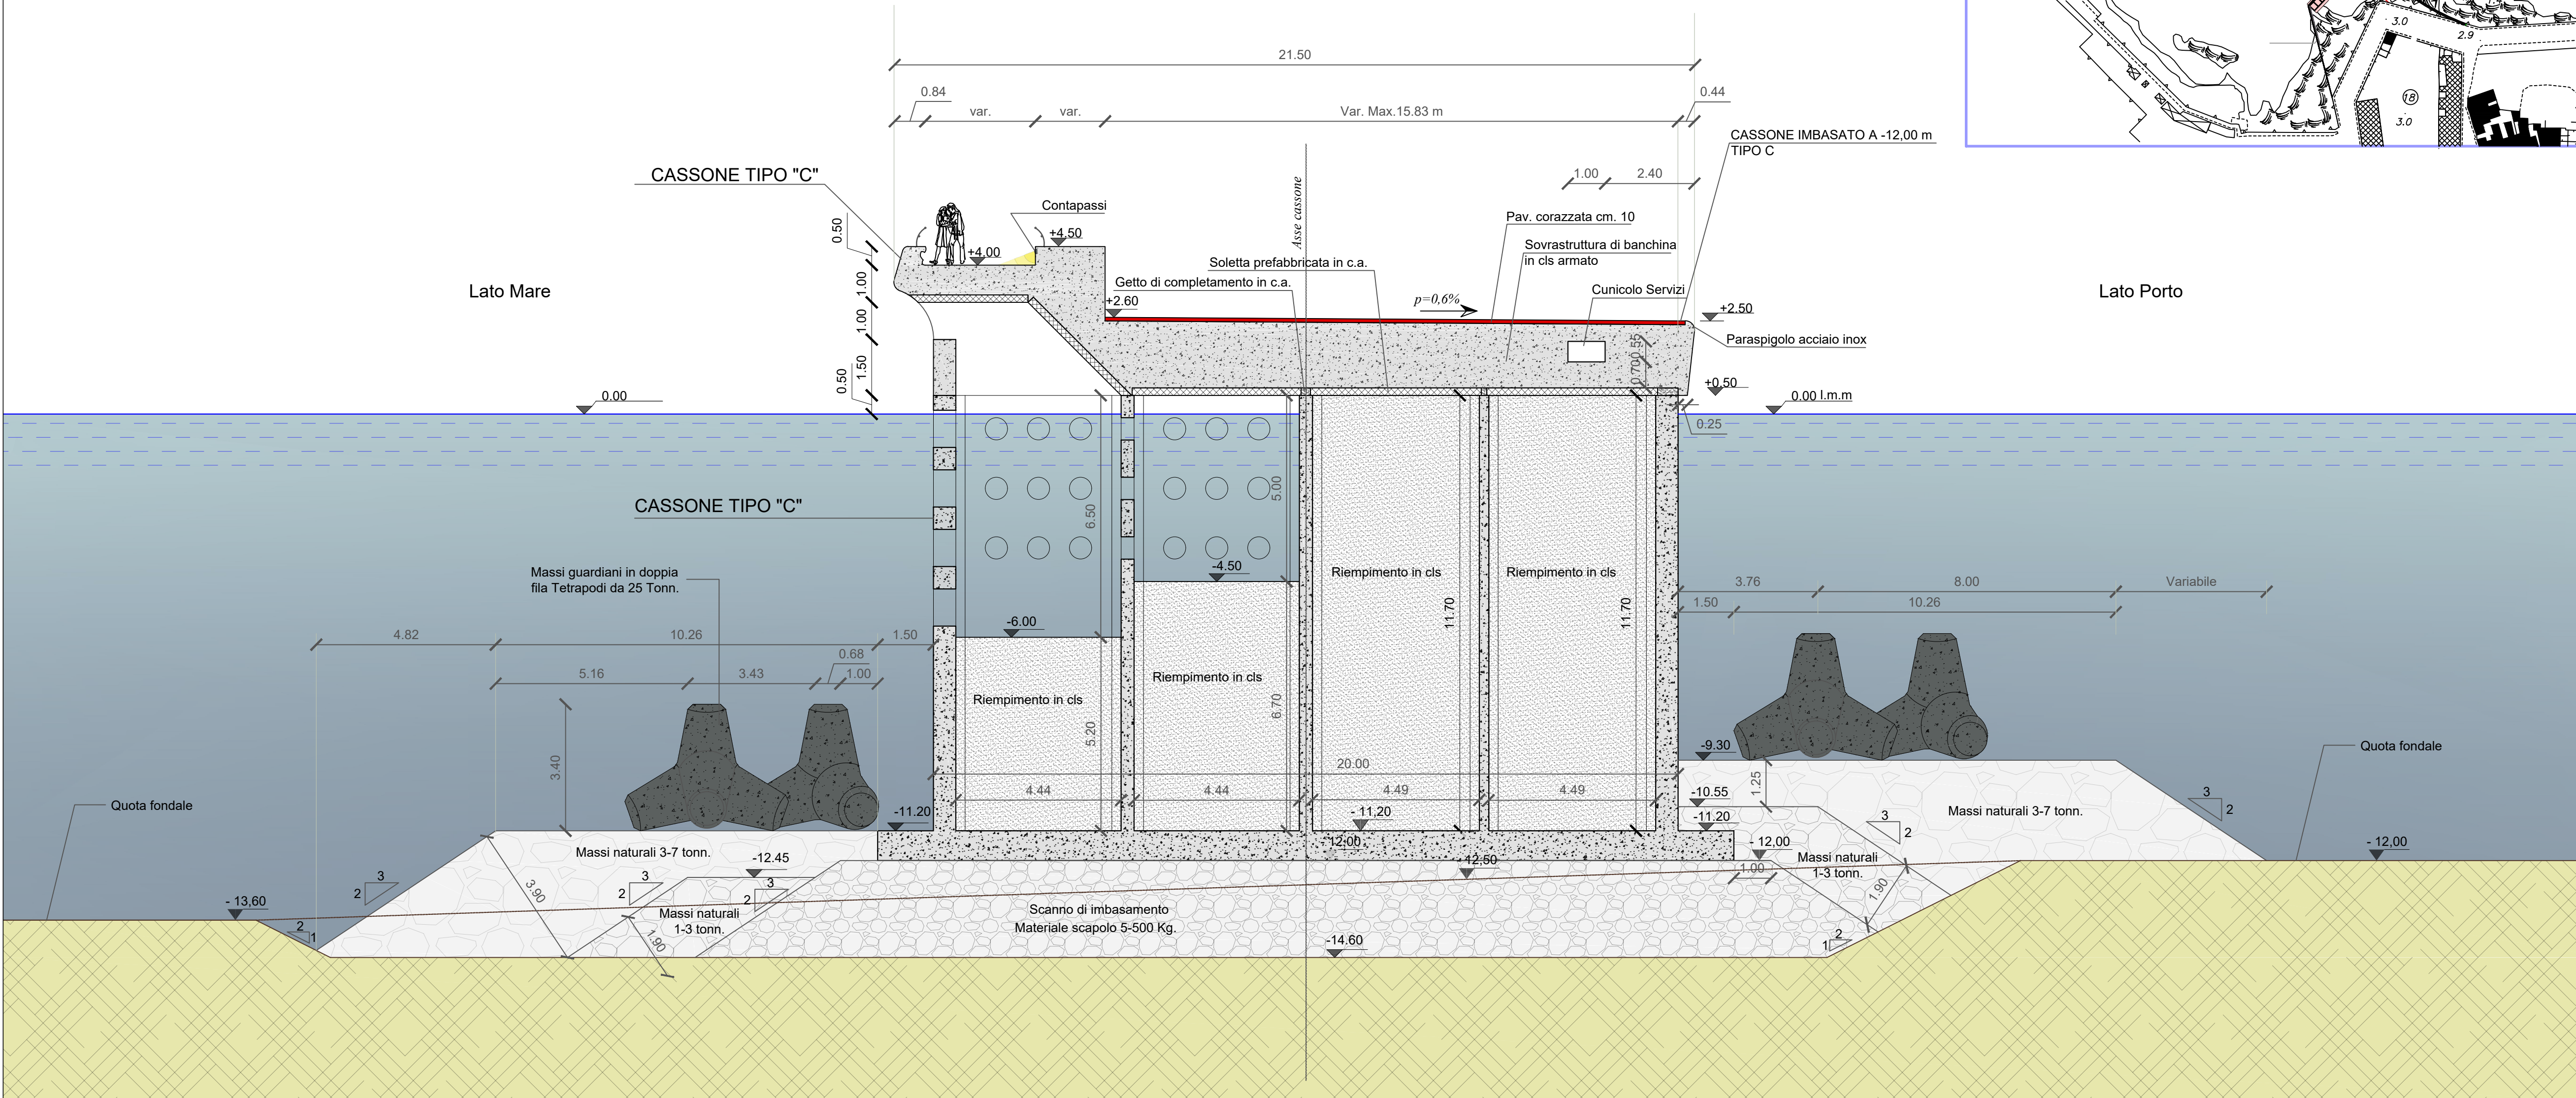 3.0
2.9
18
3.0
21.50
0.84
var.
var.
Var. Max.15.83 m
0.44
CASSONE IMBASATO A -12,00 m
TIPO C
CASSONE TIPO "C"
1.00
2.40
Contapassi
Asse cassone
Pav. corazzata cm. 10
0.50
+4,50
+4,00
Sovrastruttura di banchina
in cls armato
Soletta prefabbricata in c.a.
Getto di completamento in c.a.
Cunicolo Servizi
Lato Mare
Lato Porto
1.00
+2.60
p=0,6%
+2,50
1.00
Paraspigolo acciaio inox
0.55
0.70
1.50
0.50
+0,50
0.00
0.00 l.m.m
0.25
CASSONE TIPO "C"
6.50
5.00
Massi guardiani in doppia
fila Tetrapodi da 25 Tonn.
-4.50
Riempimento in cls
Riempimento in cls
11.70
11.70
3.76
8.00
Variabile
1.50
10.26
-6.00
4.82
10.26
1.50
0.68
5.16
3.43
1.00
Riempimento in cls
Riempimento in cls
5.20
6.70
3.40
-9.30
Quota fondale
20.00
1.25
4.44
4.44
4.49
4.49
-10.55
Quota fondale
-11.20
-11,20
-11.20
Massi naturali 3-7 tonn.
3
2
3
2
-12.00
- 12,00
- 12,00
Massi naturali 3-7 tonn.
-12.45
-12.50
Massi naturali
1-3 tonn.
1.00
3
2
3
2
3
2
3.90
1.90
- 13,60
Massi naturali
1-3 tonn.
Scanno di imbasamento
Materiale scapolo 5-500 Kg.
1.90
2
1
-14.60
2
1